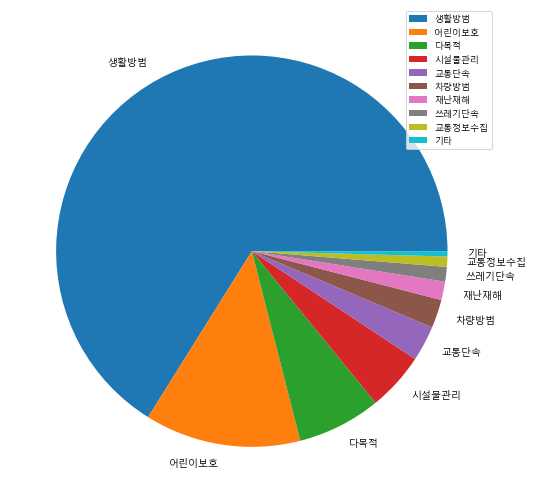 생활방범
어린이보호
다목적
시설물관리
교통단속
차량방범
재난재해
쓰레기단속
교통정보수집
기타
생활방범
기타
교통정보수집
쓰레기단속
재난재해
차량방범
교통단속
시설물관리
다목적
어린이보호